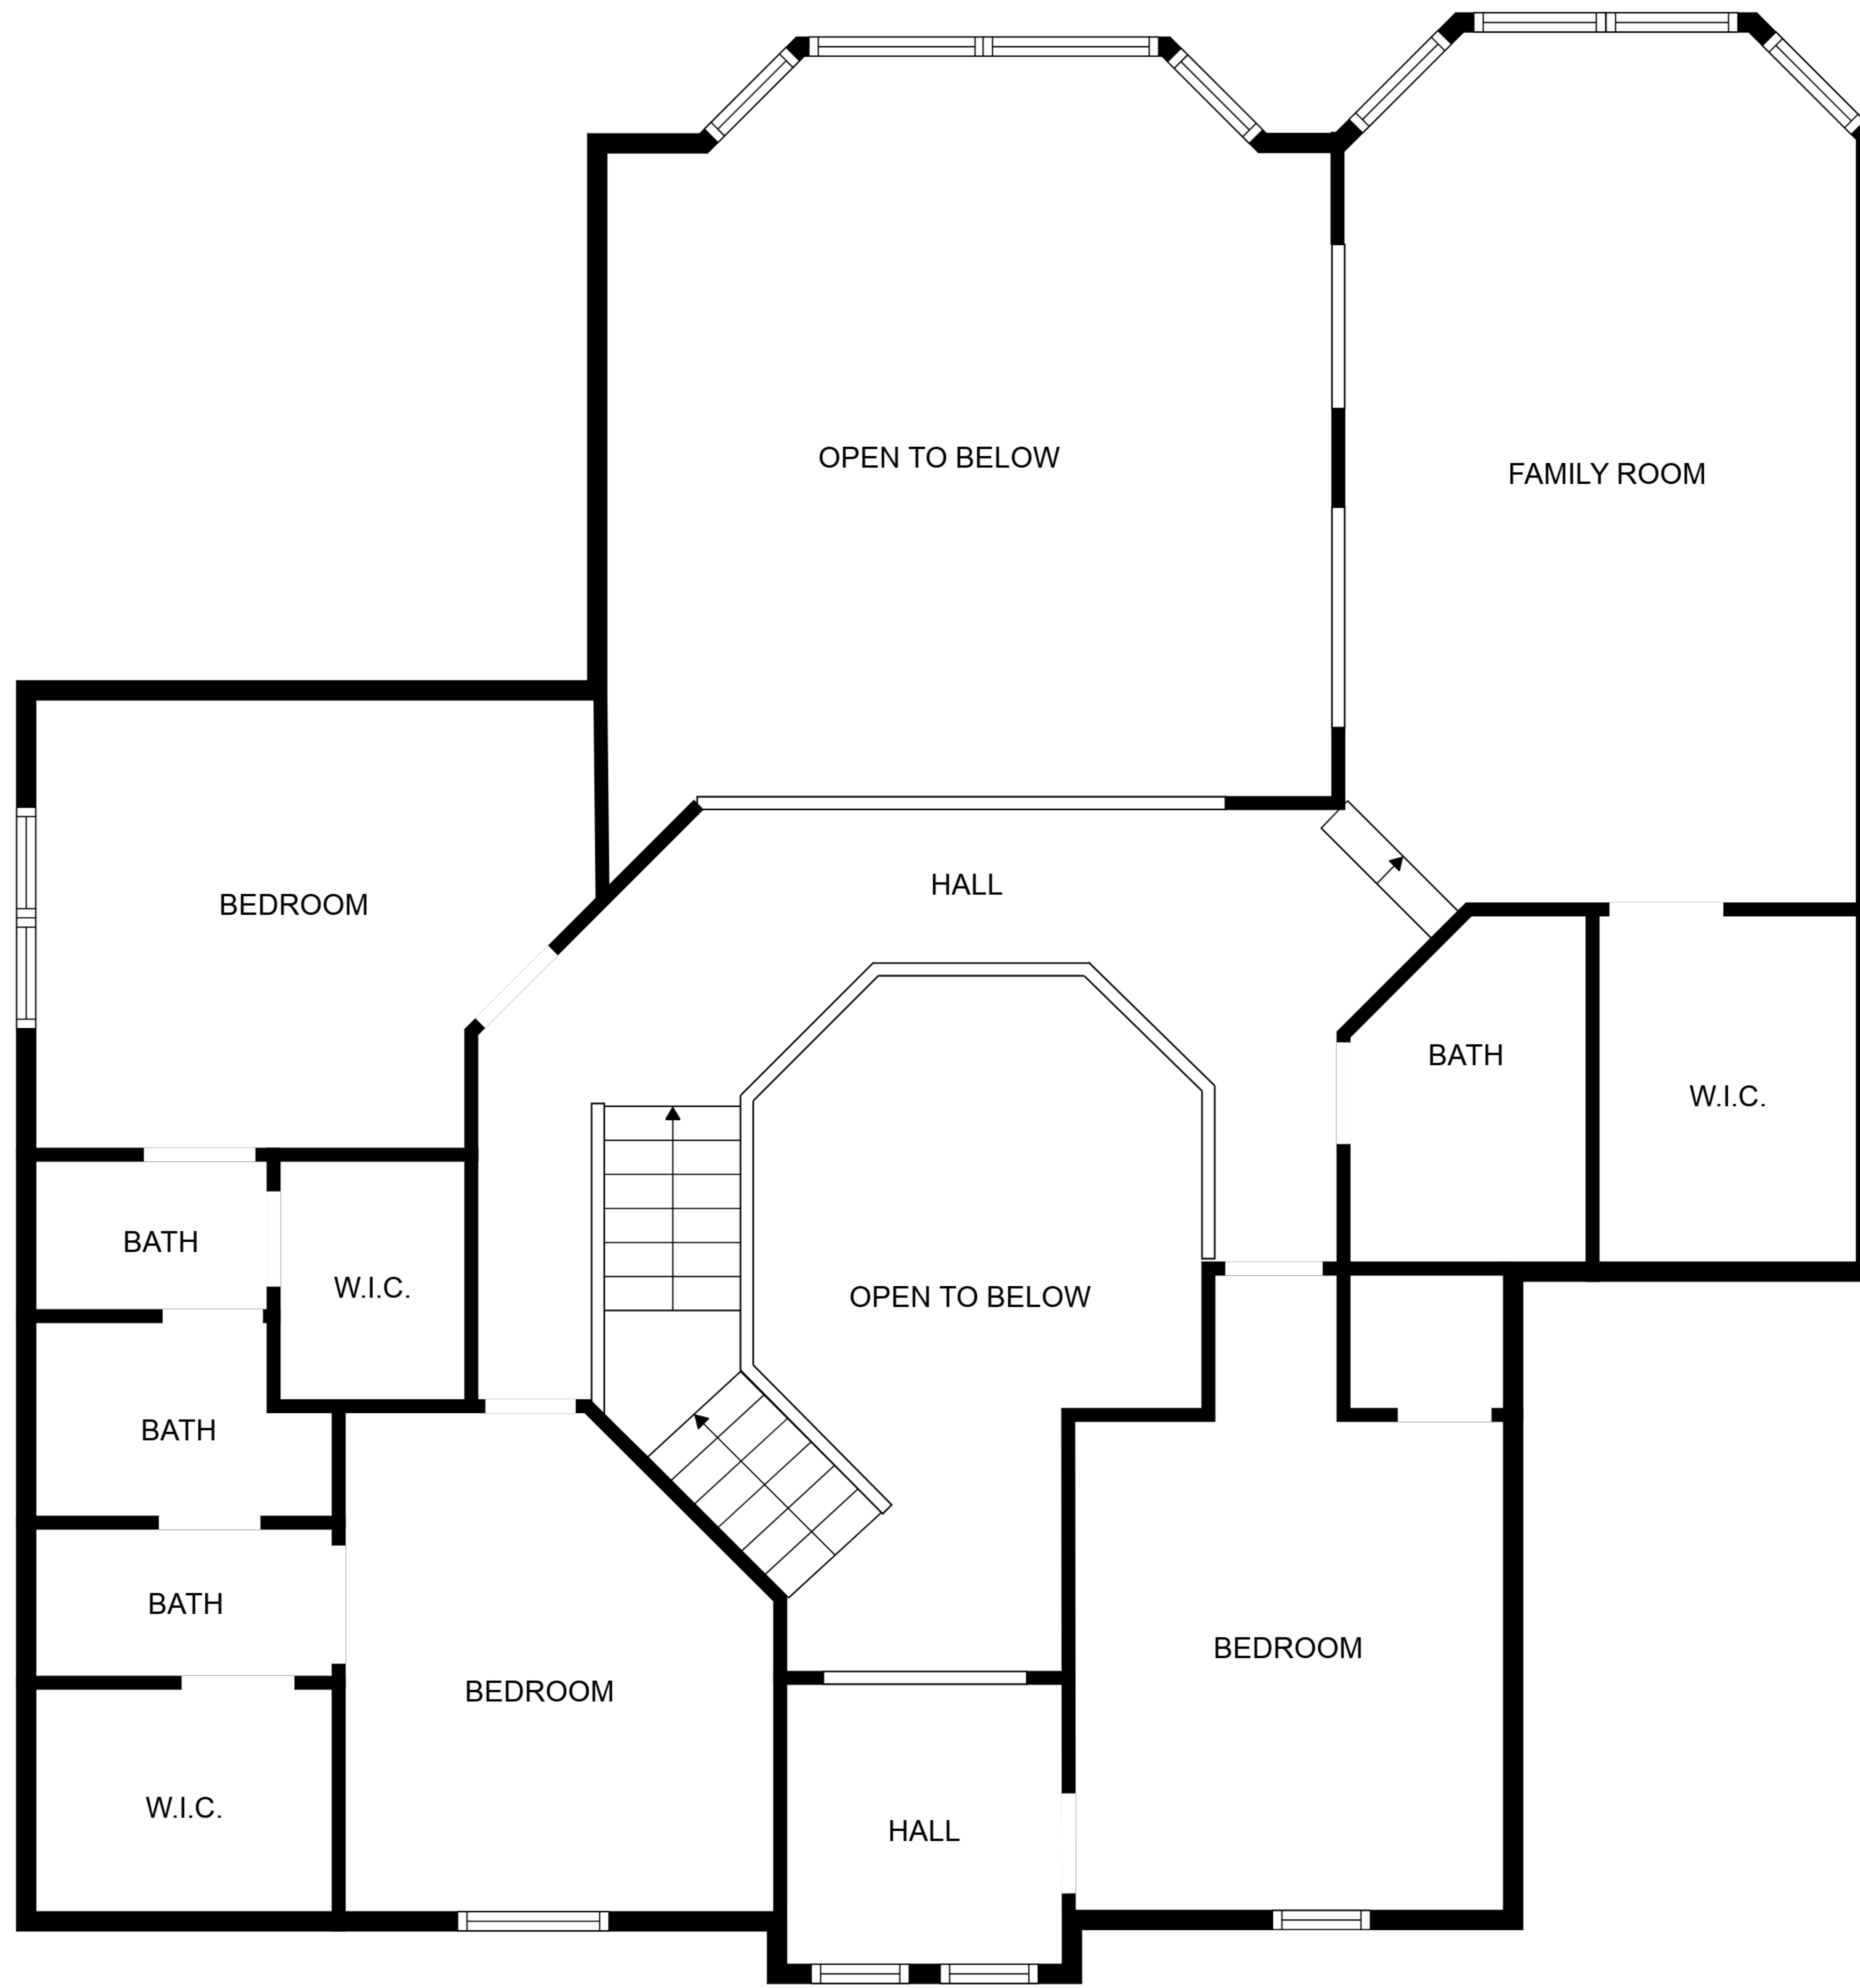 OPEN TO BELOW
FAMILY ROOM
HALL
BEDROOM
BATH
W.I.C.
BATH
W.I.C.
OPEN TO BELOW
BATH
BATH
BEDROOM
BEDROOM
W.I.C.
HALL